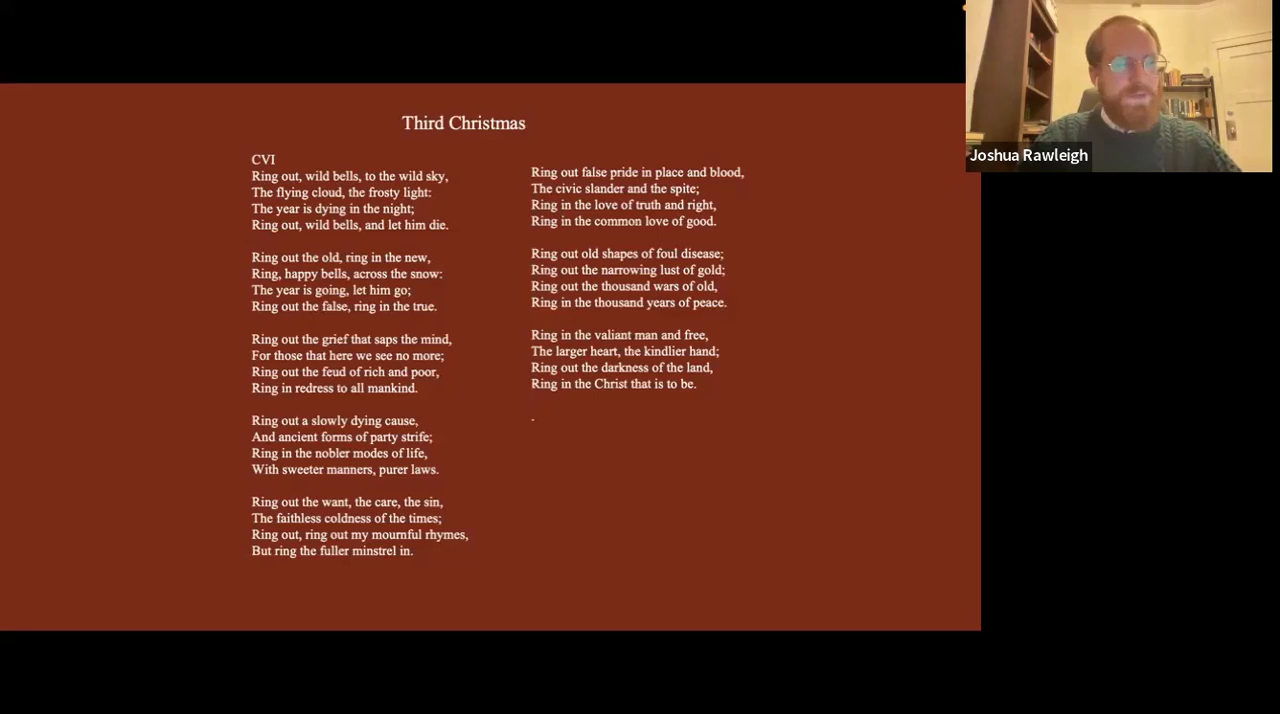 Third Christmas
CVI
Ring out, wild bells, to the wild sky,
The flying cloud, the frosty light:
The year is dying in the night;
Ring out, wild bells, and let him die.
Ring out the old, ring in the new,
Ring, happy bells, across the snow:
The year is going, let him go;
Ring out the false, ring in the true.
Ring out the grief that saps the mind,
For those that here we see no more;
Ring out the feud of rich and poor,
Ring in redress to all mankind.
Ring out a slowly dying cause,
And ancient forms of party strife;
Ring in the nobler modes of life,
With sweeter manners, purer laws.
Ring out the want, the care, the sin,
The faithless coldness of the times;
Ring out, ring out my mournful rhymes,
But ring the fuller minstrel in.
Ring out false pride in place and blood,
The civic slander and the spite;
Ring in the love of truth and right,
Ring in the common love of good.
Ring out old shapes of foul disease;
Ring out the narrowing lust of gold;
Ring out the thousand wars of old,
Ring in the thousand years of peace.
Ring in the valiant man and free,
The larger heart, the kindlier hand;
Ring out the darkness of the land,
Ring in the Christ that is to be.
.
Joshua Rawleigh